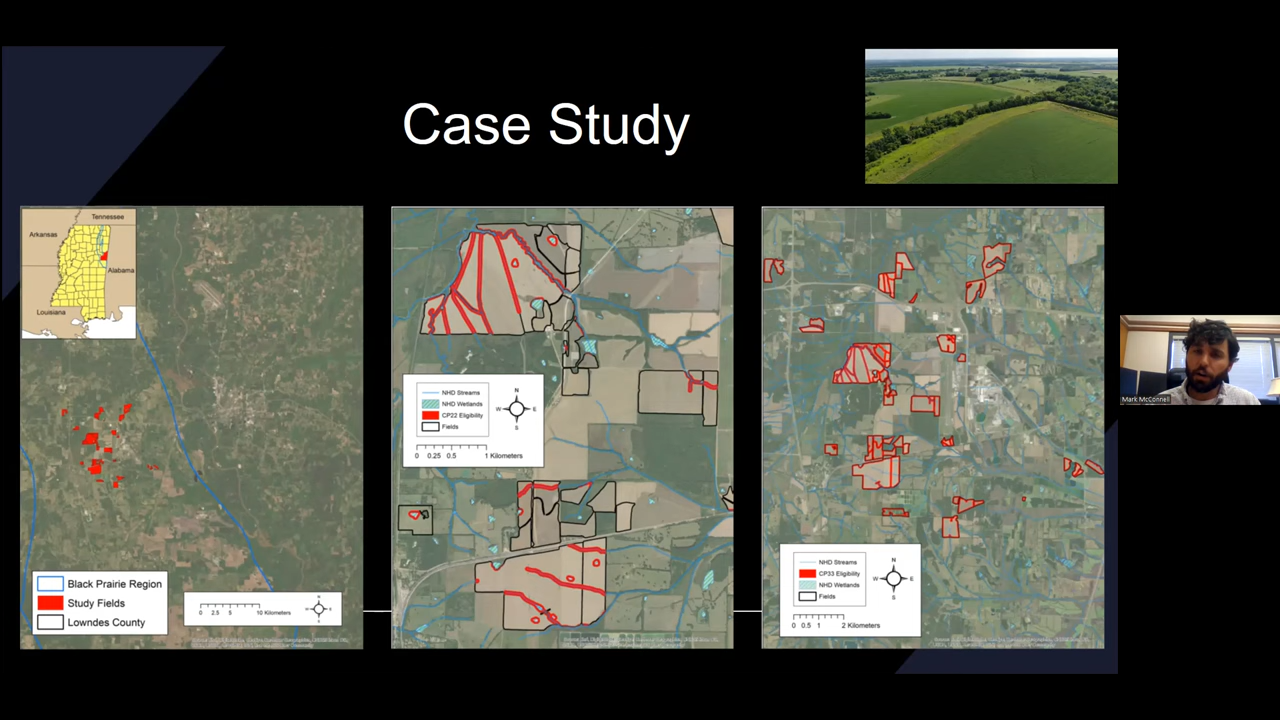 Case Study
Tennessee
Arkansas
Alabama
Louisiana
Black Prairie Region
Study Fields
Lowndes County
0 2.5 5 10 Kilometers
N
NHD Streams
NHD Wetlands
CP22 Eligibility
Fields
N
W E
S
0 0.25 0.5 1 Kilometers
NHD Streams
CP33 Eligibility
NHD Wetlands
Fields
N
W E
S
0 0.5 1 2 Kilometers
Mark McConnell